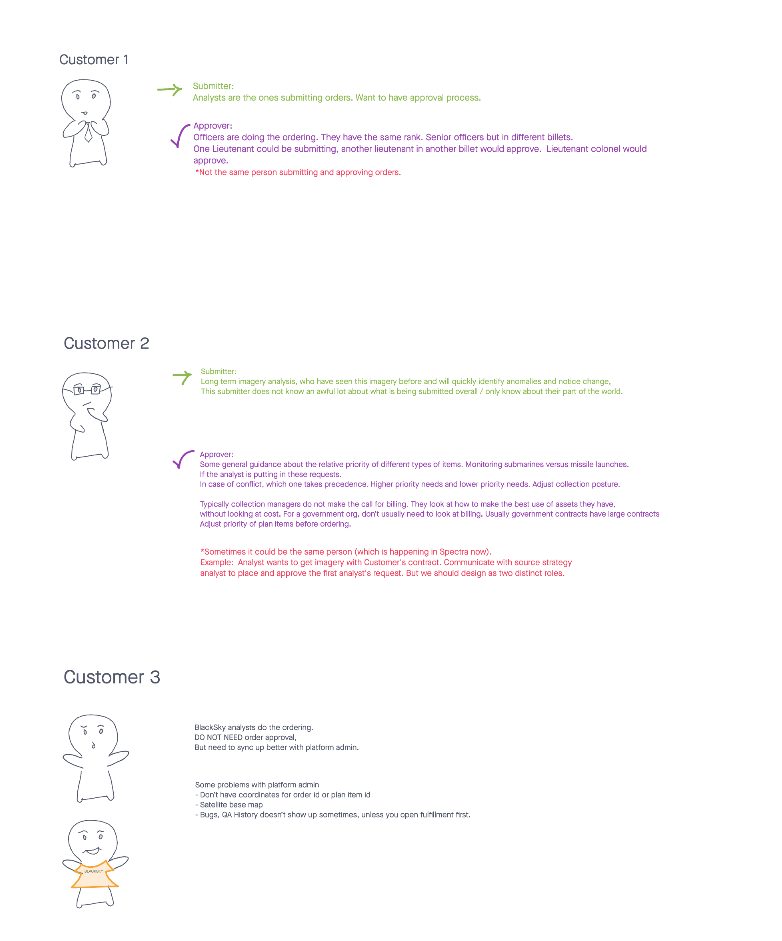 Customer 1
Submitter:
Analysts are the ones submitting orders. Want to have approval process.
Approver:
Officers are doing the ordering. They have the same rank. Senior officers but in different billets.
One Lieutenant could be submitting, another lieutenant in another billet would approve. Lieutenant colonel would
approve.
*Not the same person submitting and approving orders.
Customer 2
Submitter:
Long term imagery analysis, who have seen this imagery before and will quickly identify anomalies and notice change,
This submitter does not know an awful lot about what is being submitted overall / only know about their part of the world.
Approver:
Some general guidance about the relative priority of different types of items. Monitoring submarines versus missile launches.
If the analyst is putting in these requests.
In case of conflict, which one takes precedence. Higher priority needs and lower priority needs. Adjust collection posture.
Typically collection managers do not make the call for billing. They look at how to make the best use of assets they have,
without looking at cost. For a government org, don't usually need to look at billing. Usually government contracts have large contracts
Adjust priority of plan items before ordering.
*Sometimes it could be the same person (which is happening in Spectra now).
Example: Analyst wants to get imagery with Customer's contract. Communicate with source strategy
analyst to place and approve the first analyst's request. But we should design as two distinct roles.
Customer 3
BlackSky analysts do the ordering.
DO NOT NEED order approval,
But need to sync up better with platform admin.
Some problems with platform admin
- Don't have coordinates for order id or plan item id
- Satellite base map
- Bugs, QA History doesn't show up sometimes, unless you open fulfillment first.